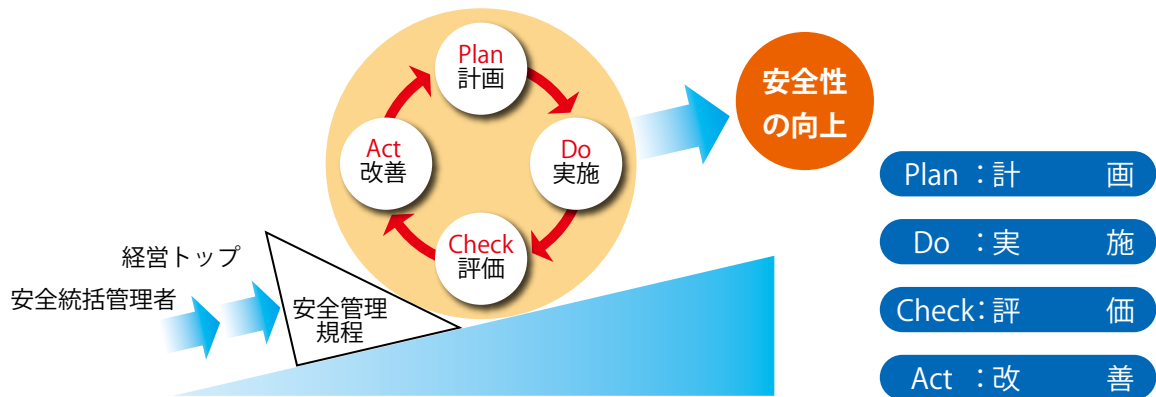 Plan
計画
Do
実施
Check
評価
Act
改善
安全性
の向上
経営トップ
安全統括管理者
安全管理
規程
Plan ：計　画
Do ：実　施
Check：評　価
Act ：改　善